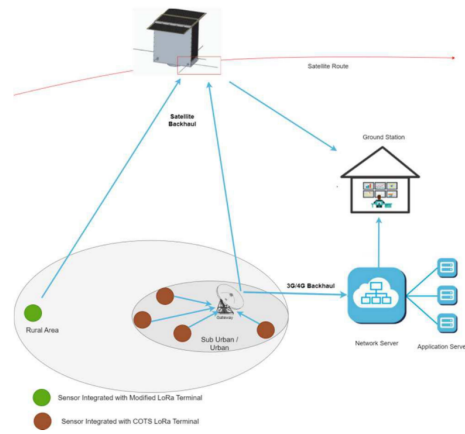 Satellite Route
Satellite
Backhaul
Ground Station
3G/4G Backhaul
Gateway
Rural Area
Sub Urban /
Urban
Network Server
Application Serve
Sensor Integrated with Modified LoRa Terminal
Sensor Integrated with COTS LoRa Terminal